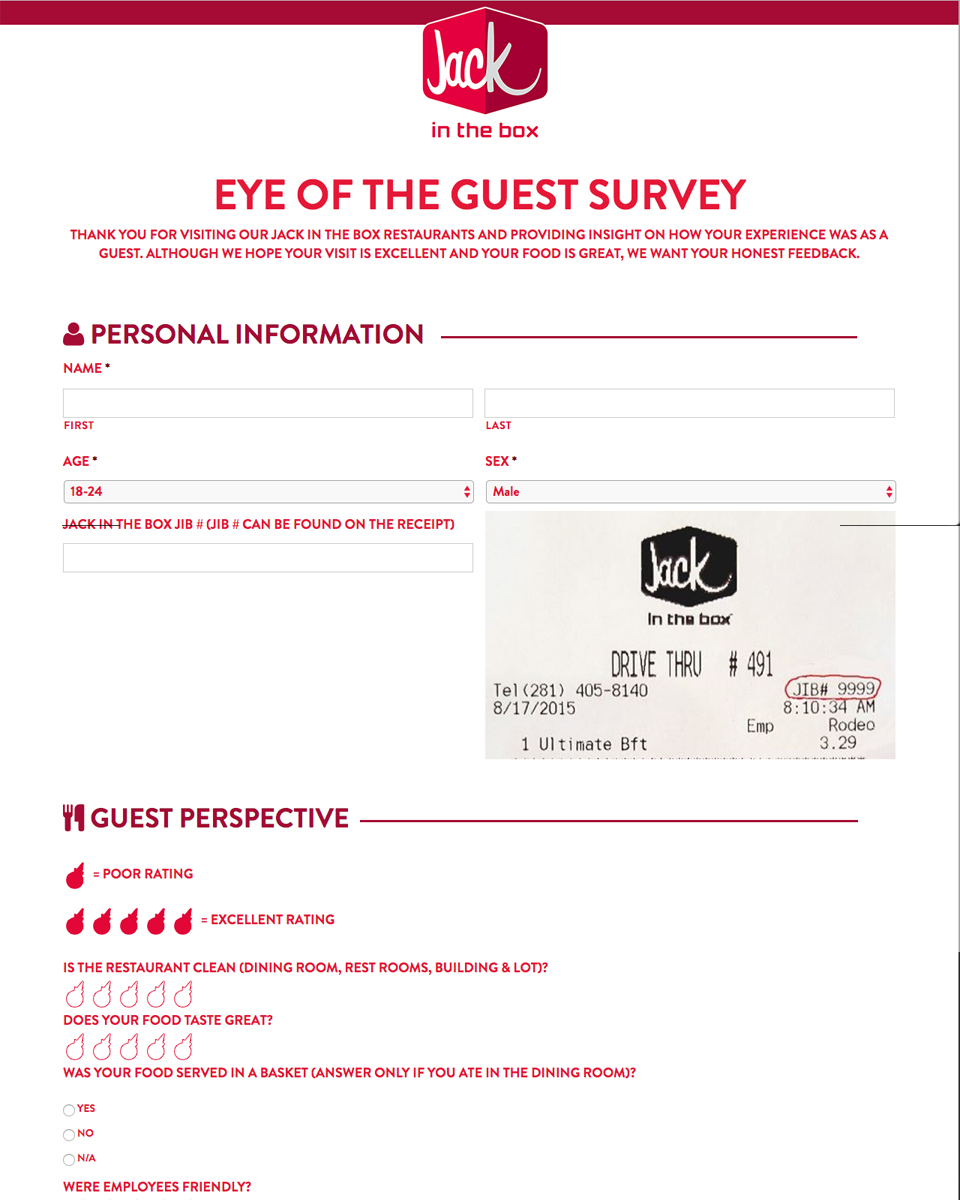 Jack
in the box
EYE OF THE GUEST SURVEY
THANK YOU FOR VISITING OUR JACK IN THE BOX RESTAURANTS AND PROVIDING INSIGHT ON HOW YOUR EXPERIENCE WAS AS A
GUEST. ALTHOUGH WE HOPE YOUR VISIT IS EXCELLENT AND YOUR FOOD IS GREAT, WE WANT YOUR HONEST FEEDBACK.
PERSONAL INFORMATION
NAME *
FIRST
LAST
AGE *
SEX *
18-24
Male
JACK IN THE BOX JIB # (JIB # CAN BE FOUND ON THE RECEIPT)
Jack
in the box
DRIVE THRU # 491
Tel(281) 405-8140 JIB# 9999
8/17/2015 8:10:34 AM
Emp Rodeo
1 Ultimate Bft 3.29
GUEST PERSPECTIVE
= POOR RATING
= EXCELLENT RATING
IS THE RESTAURANT CLEAN (DINING ROOM, REST ROOMS, BUILDING & LOT)?
DOES YOUR FOOD TASTE GREAT?
WAS YOUR FOOD SERVED IN A BASKET (ANSWER ONLY IF YOU ATE IN THE DINING ROOM)?
YES
NO
N/A
WERE EMPLOYEES FRIENDLY?